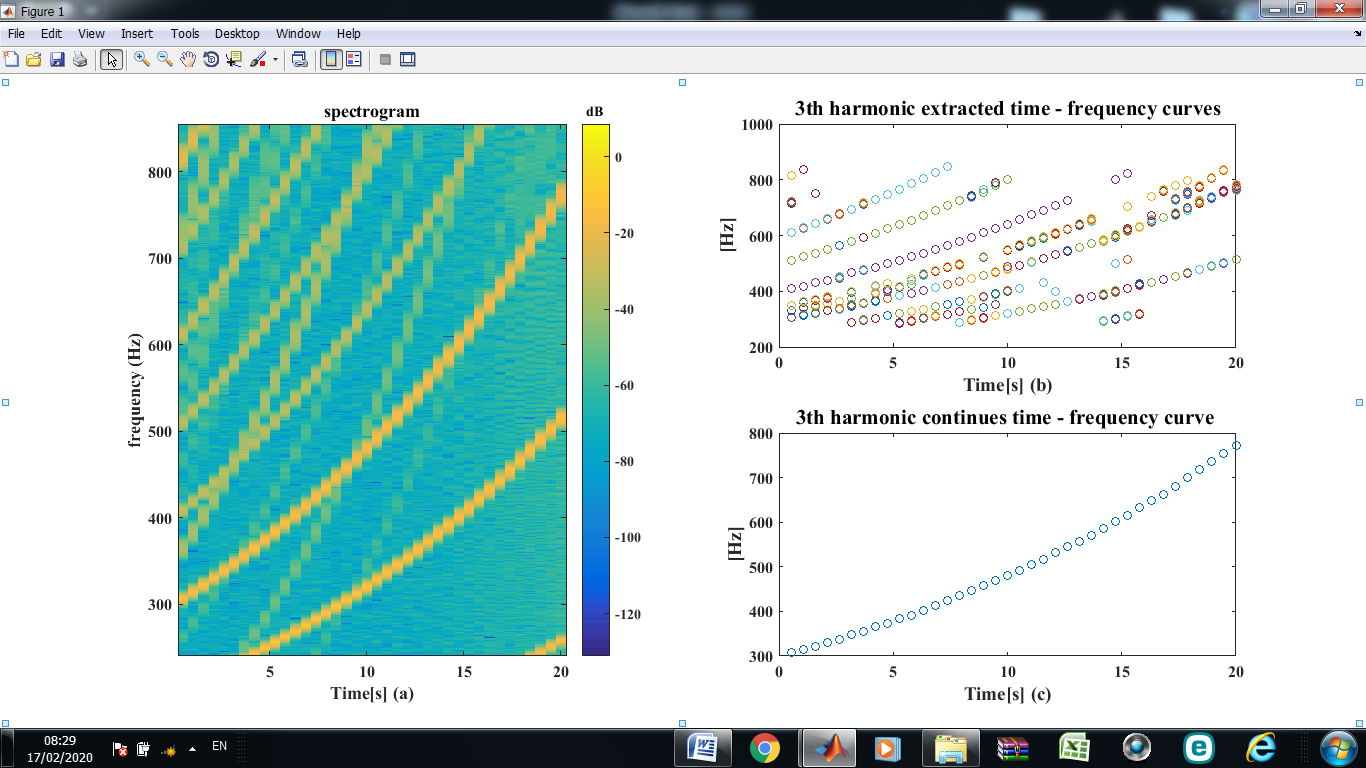 Figure 1
File Edit View Insert Tools Desktop Window Help
spectrogram
dB
800
700
600
500
400
300
frequency (Hz)
5 10 15 20
Time[s] (a)
0
-20
-40
-60
-80
-100
-120
3th harmonic extracted time - frequency curves
1000
800
600
400
200
[Hz]
0 5 10 15 20
Time[s] (b)
3th harmonic continues time - frequency curve
800
700
600
500
400
300
[Hz]
0 5 10 15 20
Time[s] (c)
08:29
17/02/2020
EN